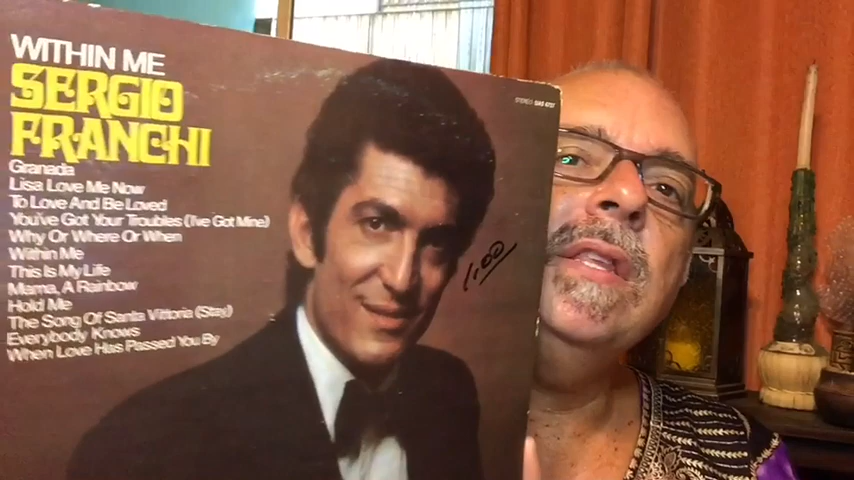 WITHIN ME
SERGIO
FRANCHI
Granada
Lisa Love Me Now
To Love And Be Loved
You've Got Your Troubles (I've Got Mine)
Why Or Where Or When
Within Me
This Is My Life
Mama, A Rainbow
Hold Me
The Song Of Santa Vittoria (Stay)
Everybody Knows
When Love Has Passed You By
STEREO
1.00